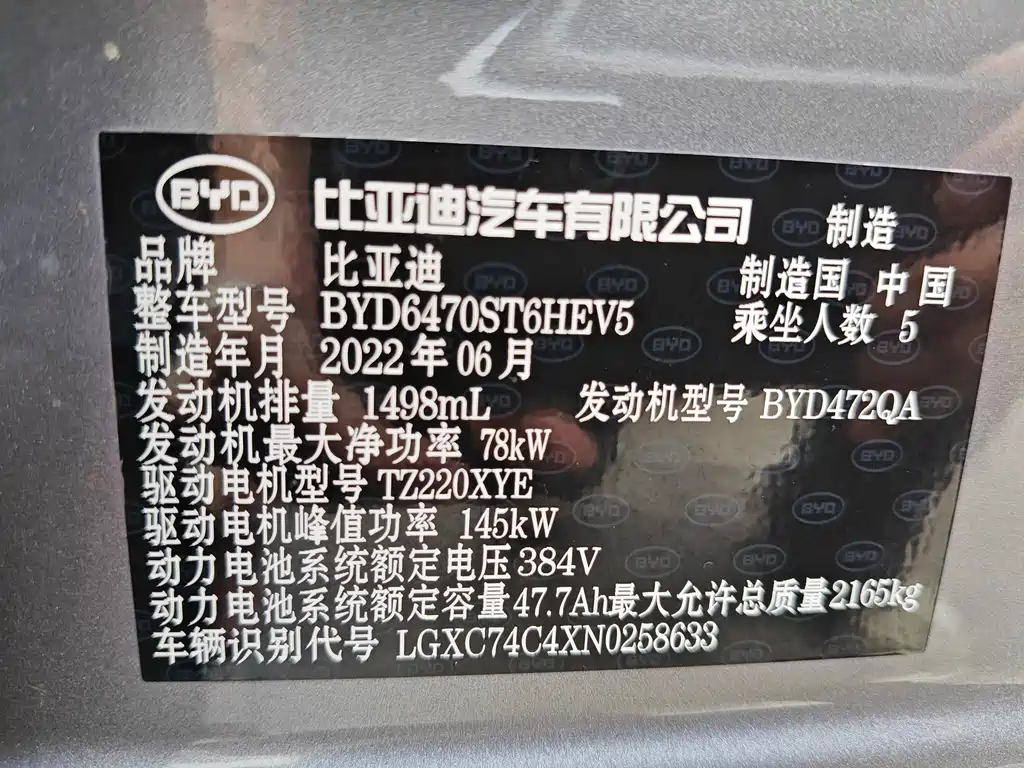 BYD 比亚迪汽车有限公司 制造
品牌 比亚迪 制造国 中国
整车型号 BYD6470ST6HEV5 乘坐人数 5
制造年月 2022年06月
发动机排量 1498mL 发动机型号 BYD472QA
发动机最大净功率 78kW
驱动电机型号 TZ220XYE
驱动电机峰值功率 145kW
动力电池系统额定电压 384V
动力电池系统额定容量 47.7Ah 最大允许总质量 2165kg
车辆识别代号 LGXC74C4XN0258633